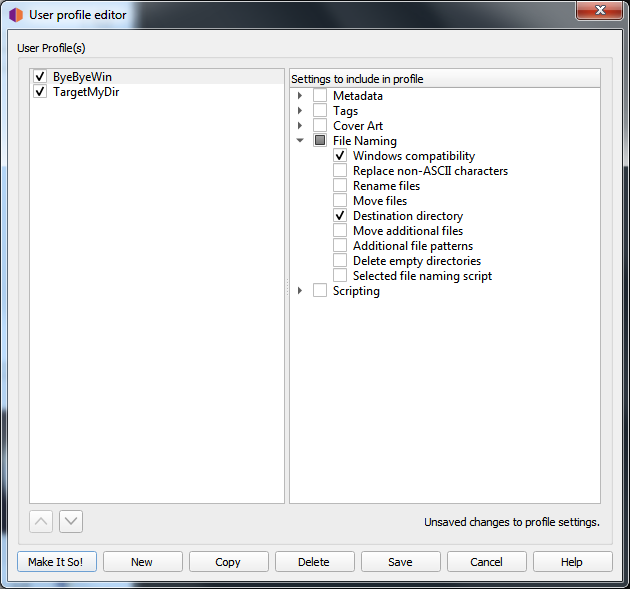 User profile editor
User Profile(s)
ByeByeWin
TargetMyDir
Settings to include in profile
Metadata
Tags
Cover Art
File Naming
Windows compatibility
Replace non-ASCII characters
Rename files
Move files
Destination directory
Move additional files
Additional file patterns
Delete empty directories
Selected file naming script
Scripting
Unsaved changes to profile settings.
Make It So!
New
Copy
Delete
Save
Cancel
Help